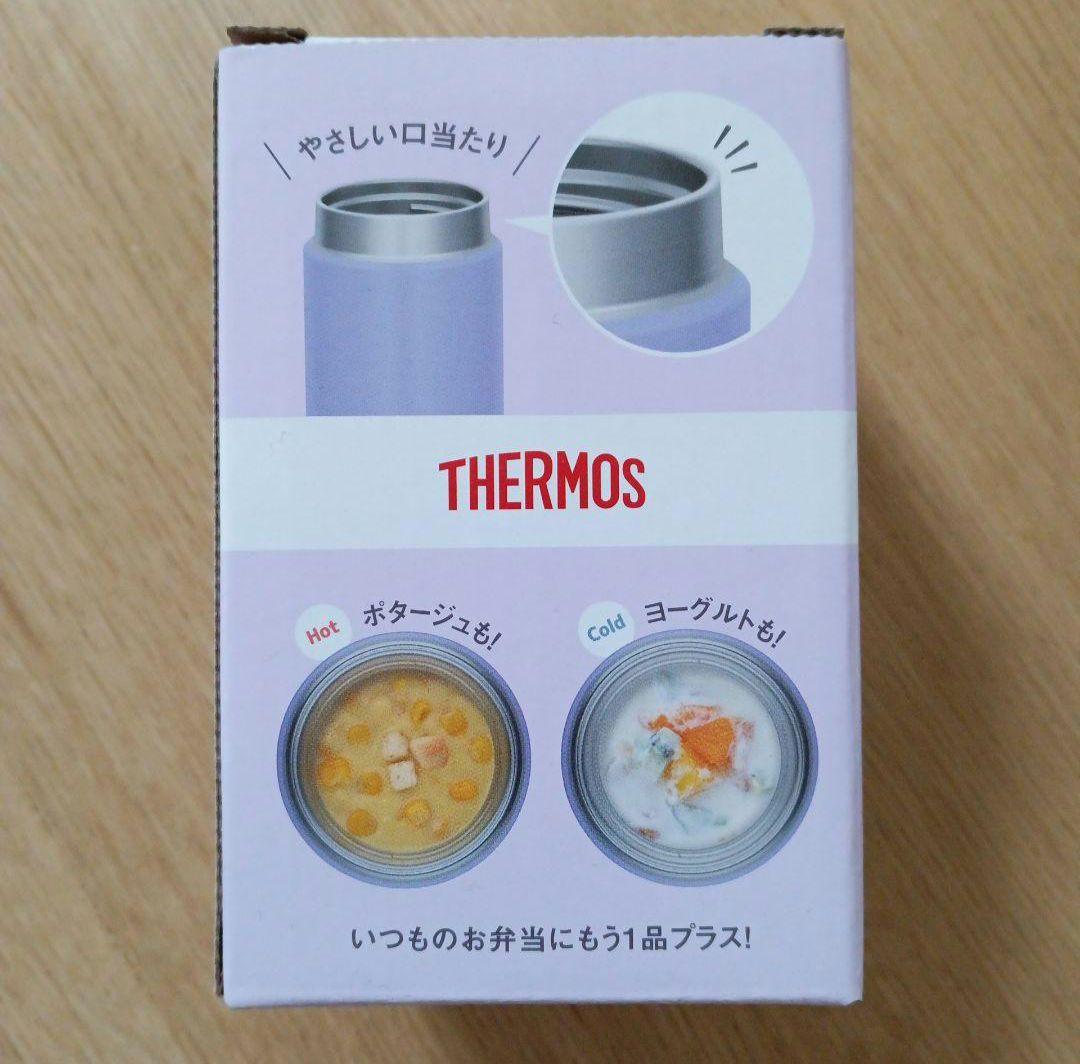 やさしい口当たり
THERMOS
Hot
ポタージュも!
Cold
ヨーグルトも!
いつものお弁当にもう1品プラス!